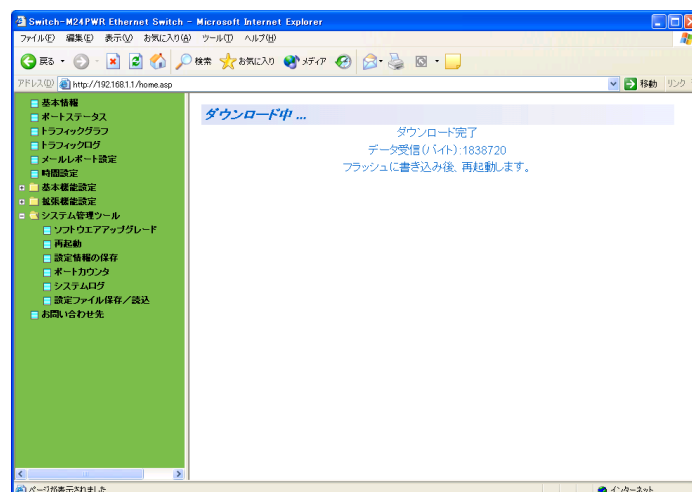 Switch-M24PWR Ethernet Switch - Microsoft Internet Explorer
ファイル(F) 編集(E) 表示(V) お気に入り(A) ツール(T) ヘルプ(H)
戻る 検索 お気に入り メディア
アドレス(D) http://192.168.1.1/home.asp 移動 リンク
基本情報
ポートステータス
トラフィックグラフ
トラフィックログ
メールレポート設定
時間設定
基本機能設定
拡張機能設定
システム管理ツール
ソフトウエアアップグレード
再起動
設定情報の保存
ポートカウンタ
システムログ
設定ファイル保存/読込
お問い合わせ先
ダウンロード中 ...
ダウンロード完了
データ受信(バイト):1838720
フラッシュに書き込み後、再起動します。
ページが表示されました
インターネット